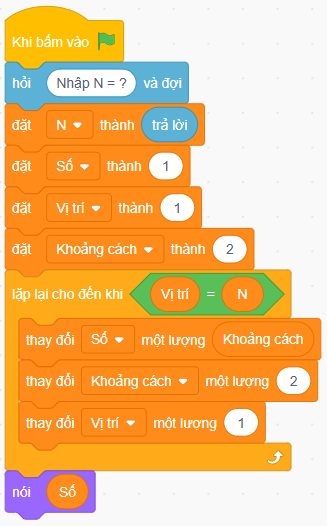 Khi bấm vào
hỏi Nhập N = ? và đợi
đặt N thành trả lời
đặt Số thành 1
đặt Vị trí thành 1
đặt Khoảng cách thành 2
lặp lại cho đến khi Vị trí = N
thay đổi Số một lượng Khoảng cách
thay đổi Khoảng cách một lượng 2
thay đổi Vị trí một lượng 1
nói Số